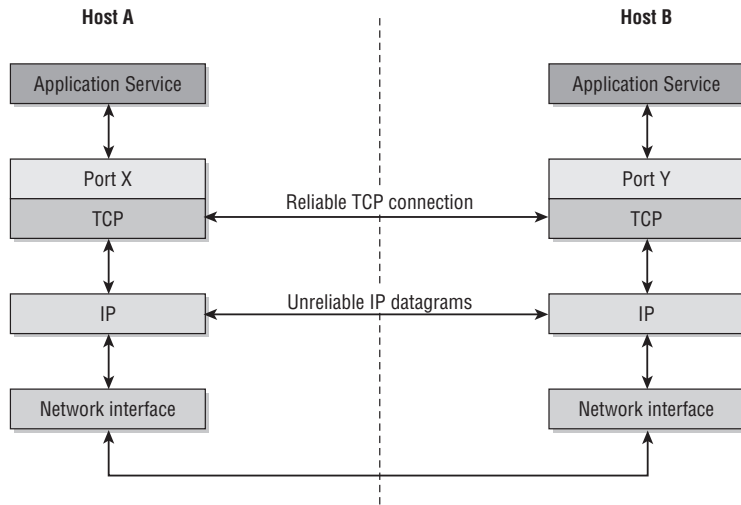 Host A
Host B
Application Service
Application Service
Port X
Port Y
TCP
Reliable TCP connection
TCP
IP
Unreliable IP datagrams
IP
Network interface
Network interface